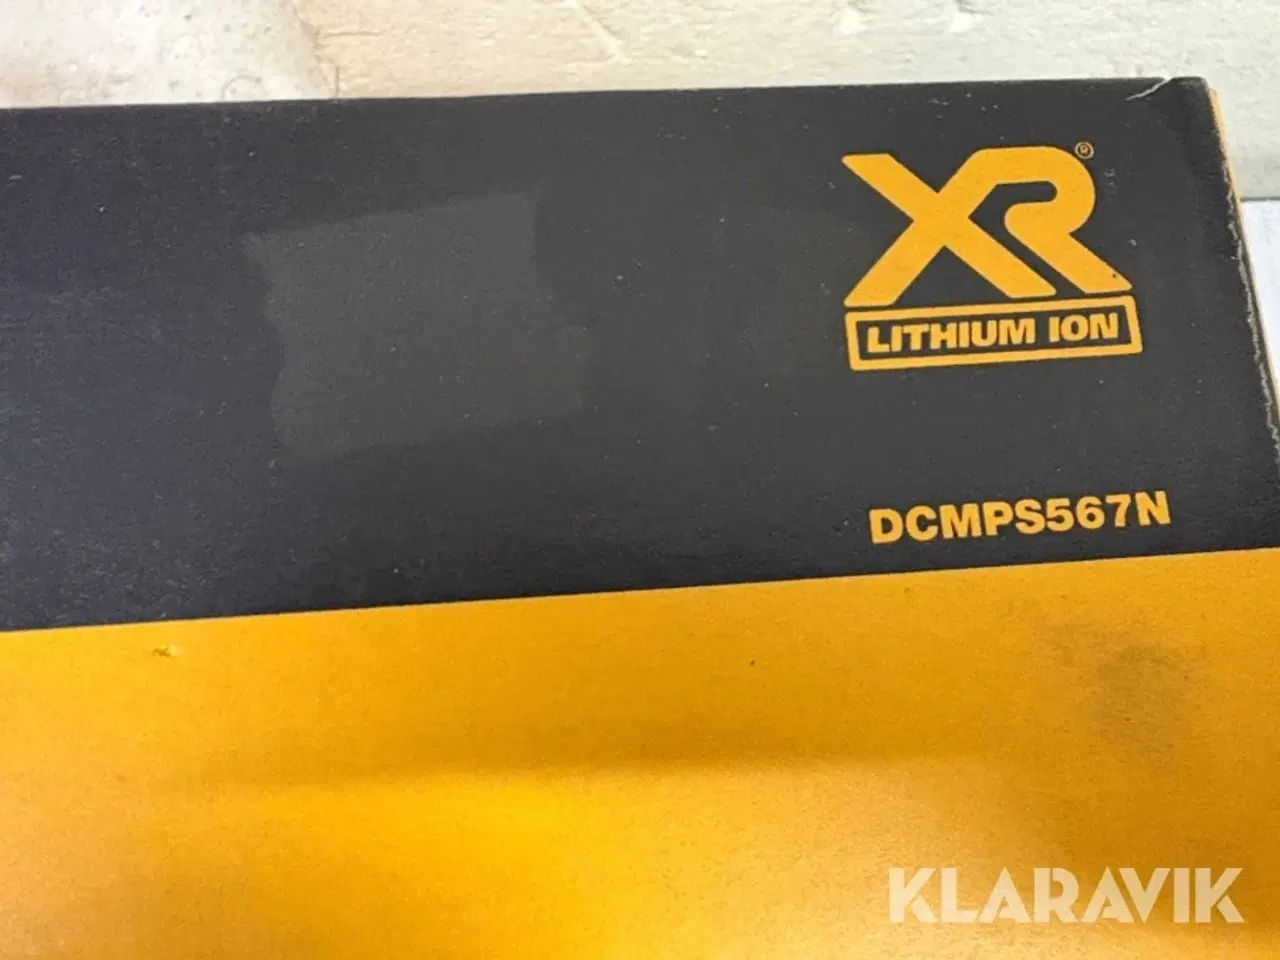 XR®
LITHIUM ION
DCMPS567N
KLARAVIK